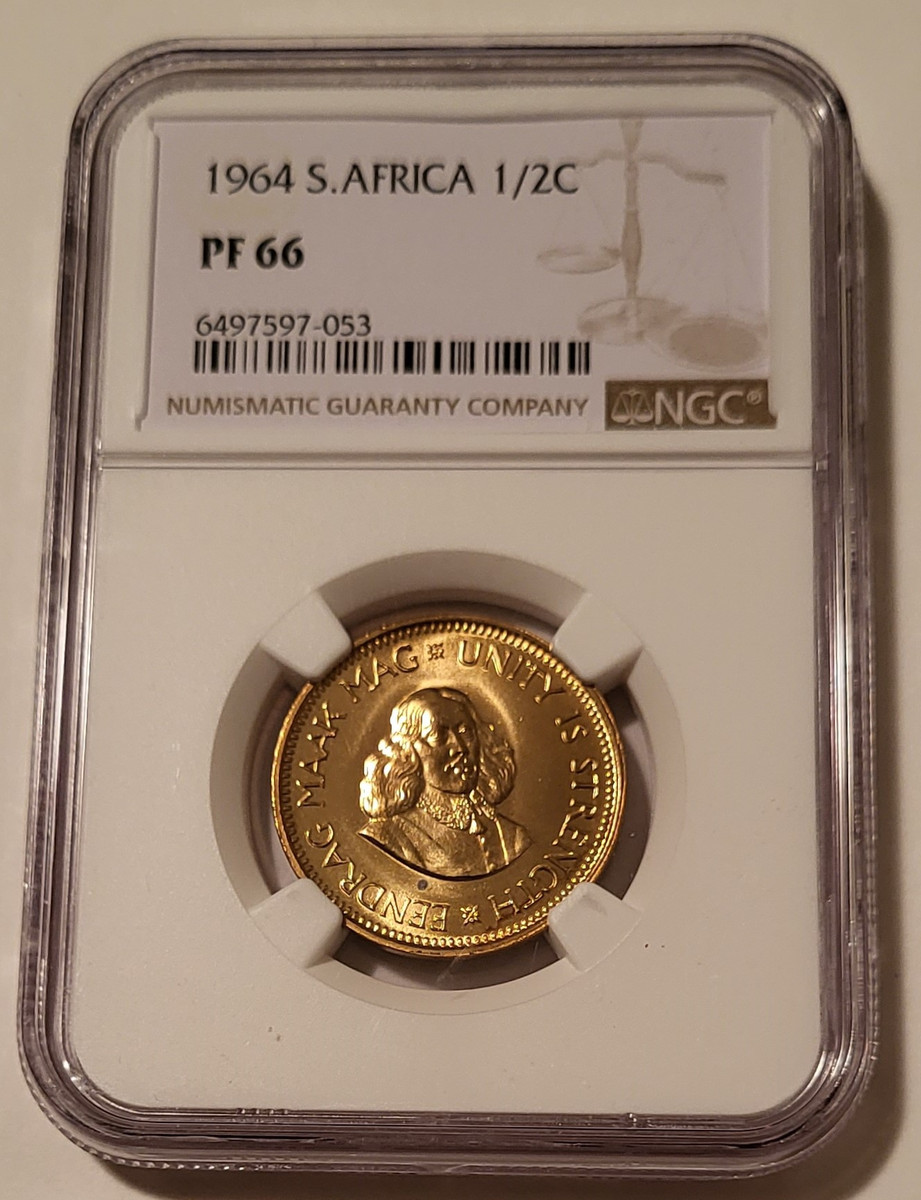 1964 S.AFRICA 1/2C
PF 66
6497597-053
NUMISMATIC GUARANTY COMPANY
NGC®
EENDRAG MAAK MAG UNITY IS STRENGTH